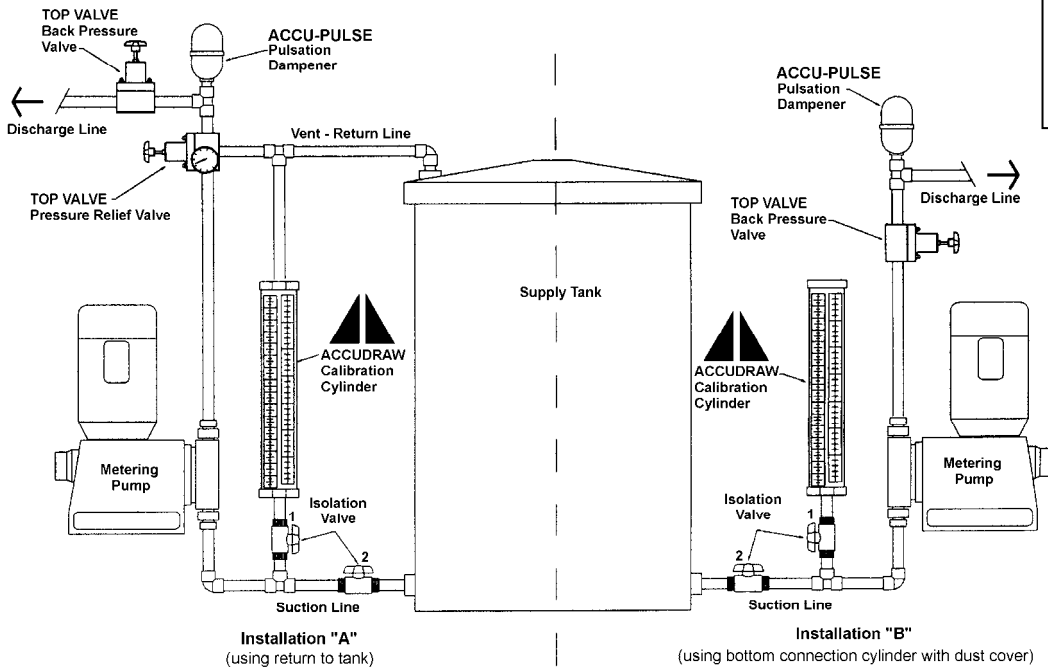 TOP VALVE
Back Pressure
Valve
ACCU-PULSE
Pulsation
Dampener
Discharge Line
Vent - Return Line
TOP VALVE
Pressure Relief Valve
ACCUDRAW
Calibration
Cylinder
Metering
Pump
Isolation
Valve
1
2
Suction Line
Installation "A"
(using return to tank)
Supply Tank
ACCU-PULSE
Pulsation
Dampener
Discharge Line
TOP VALVE
Back Pressure
Valve
ACCUDRAW
Calibration
Cylinder
Metering
Pump
Isolation
Valve
1
2
Suction Line
Installation "B"
(using bottom connection cylinder with dust cover)